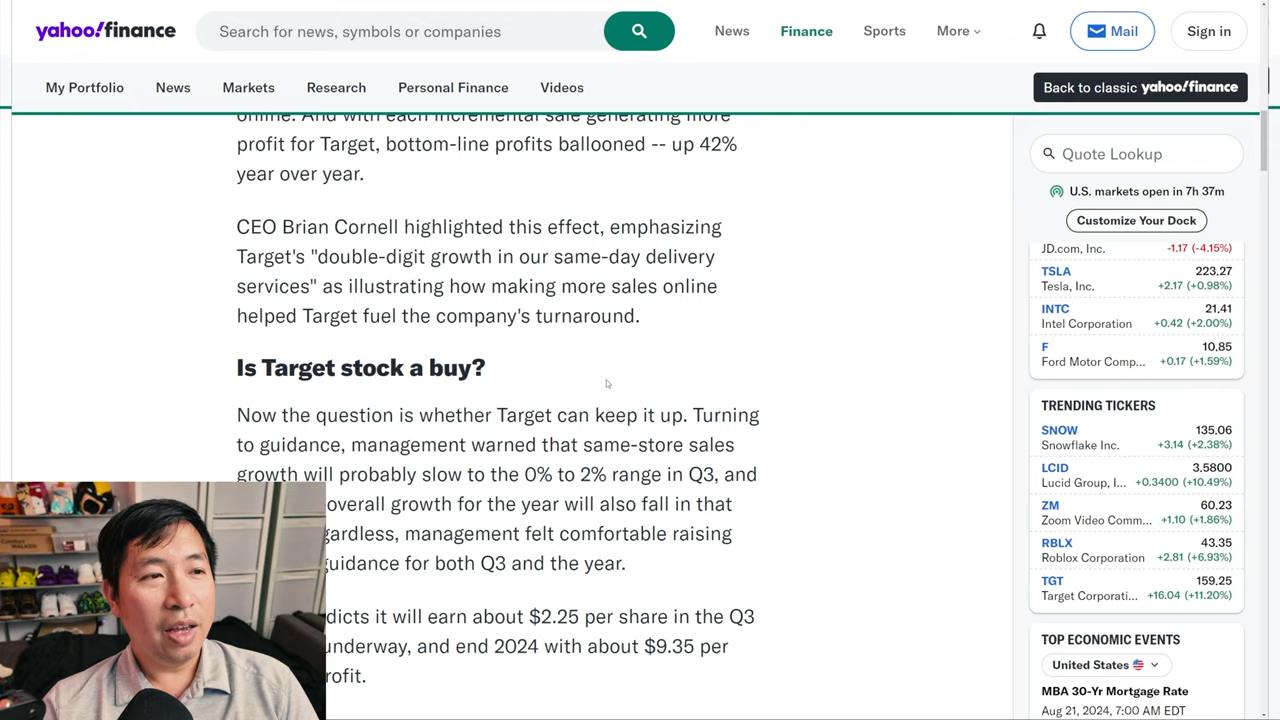 yahoo!finance
Search for news, symbols or companies
News
Finance
Sports
More
Mail
Sign in
My Portfolio
News
Markets
Research
Personal Finance
Videos
Back to classic yahoo!finance
online. And with each incremental sale generating more
profit for Target, bottom-line profits ballooned -- up 42%
year over year.
CEO Brian Cornell highlighted this effect, emphasizing
Target's "double-digit growth in our same-day delivery
services" as illustrating how making more sales online
helped Target fuel the company's turnaround.
Is Target stock a buy?
Now the question is whether Target can keep it up. Turning
to guidance, management warned that same-store sales
growth will probably slow to the 0% to 2% range in Q3, and
overall growth for the year will also fall in that
gardless, management felt comfortable raising
guidance for both Q3 and the year.
dicts it will earn about $2.25 per share in the Q3
underway, and end 2024 with about $9.35 per
rofit.
Quote Lookup
U.S. markets open in 7h 37m
Customize Your Dock
JD.com, Inc. -1.17 (-4.15%)
TSLA 223.27
Tesla, Inc. +2.17 (+0.98%)
INTC 21.41
Intel Corporation +0.42 (+2.00%)
F 10.85
Ford Motor Comp... +0.17 (+1.59%)
TRENDING TICKERS
SNOW 135.06
Snowflake Inc. +3.14 (+2.38%)
LCID 3.5800
Lucid Group, I... +0.3400 (+10.49%)
ZM 60.23
Zoom Video Comm... +1.10 (+1.86%)
RBLX 43.35
Roblox Corporation +2.81 (+6.93%)
TGT 159.25
Target Corporati... +16.04 (+11.20%)
TOP ECONOMIC EVENTS
United States
MBA 30-Yr Mortgage Rate
Aug 21, 2024, 7:00 AM EDT